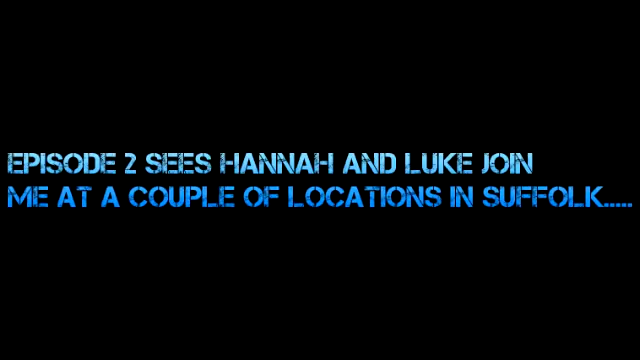 EPISODE 2 SEES HANNAH AND LUKE JOIN
ME AT A COUPLE OF LOCATIONS IN SUFFOLK.....